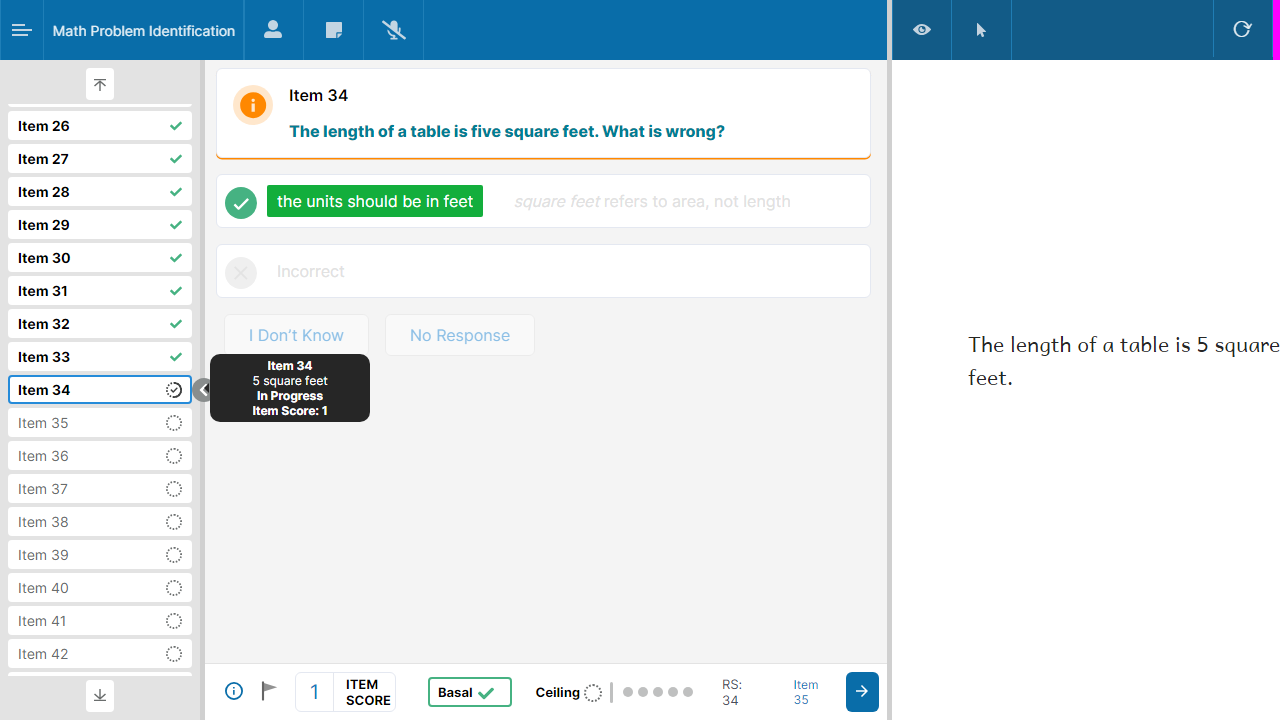 Math Problem Identification
Item 26
Item 27
Item 28
Item 29
Item 30
Item 31
Item 32
Item 33
Item 34
Item 35
Item 36
Item 37
Item 38
Item 39
Item 40
Item 41
Item 42
Item 34
The length of a table is five square feet. What is wrong?
the units should be in feet square feet refers to area, not length
Incorrect
I Don't Know No Response
Item 34
5 square feet
In Progress
Item Score: 1
1 ITEM SCORE Basal Ceiling RS: 34 Item 35
The length of a table is 5 square
feet.